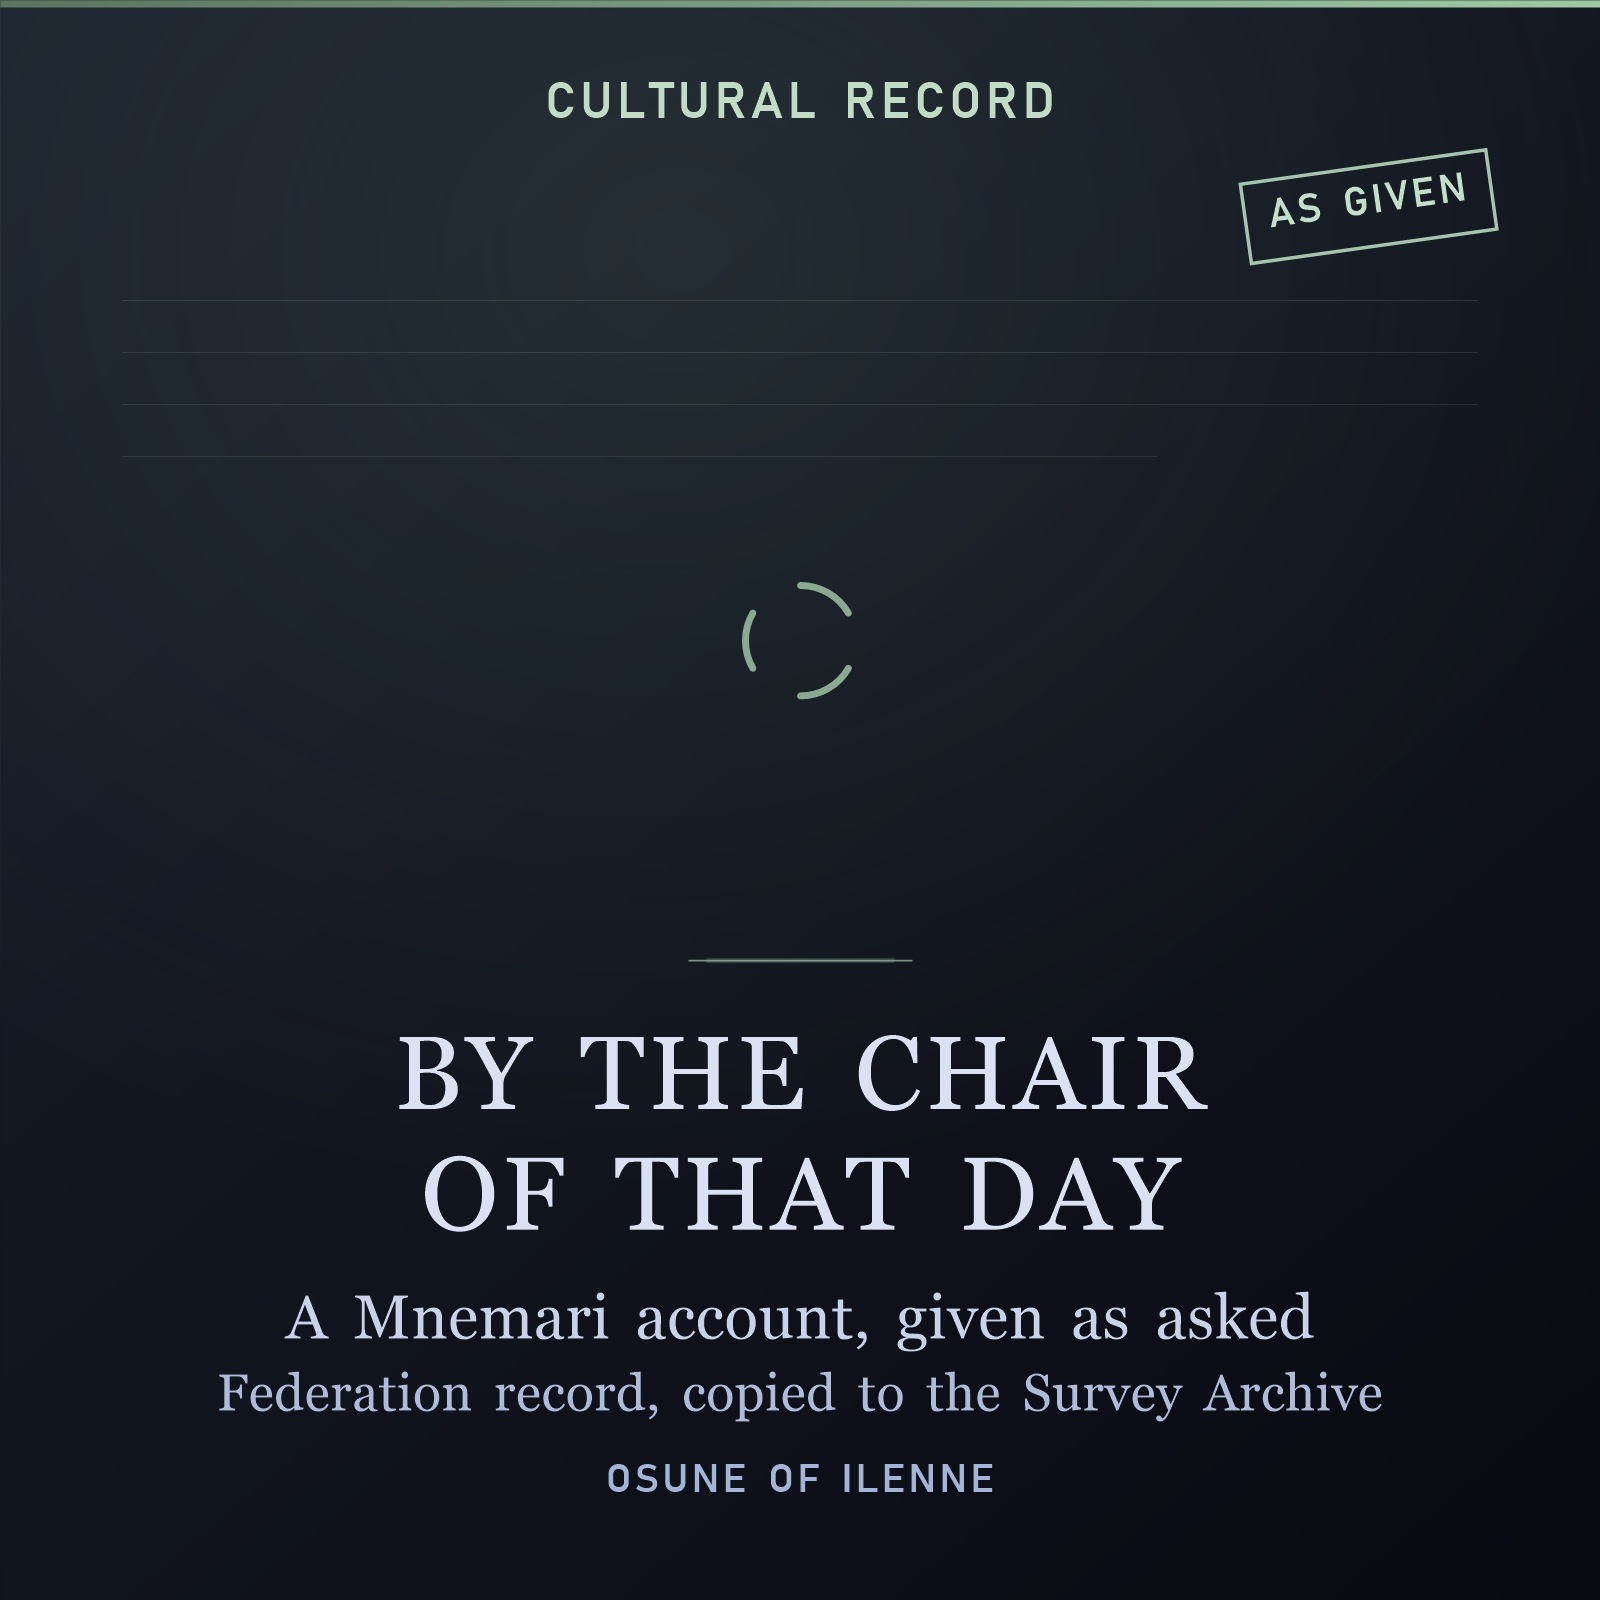 CULTURAL RECORD
AS GIVEN
BY THE CHAIR
OF THAT DAY
A Mnemari account, given as asked
Federation record, copied to the Survey Archive
OSUNE OF ILENNE